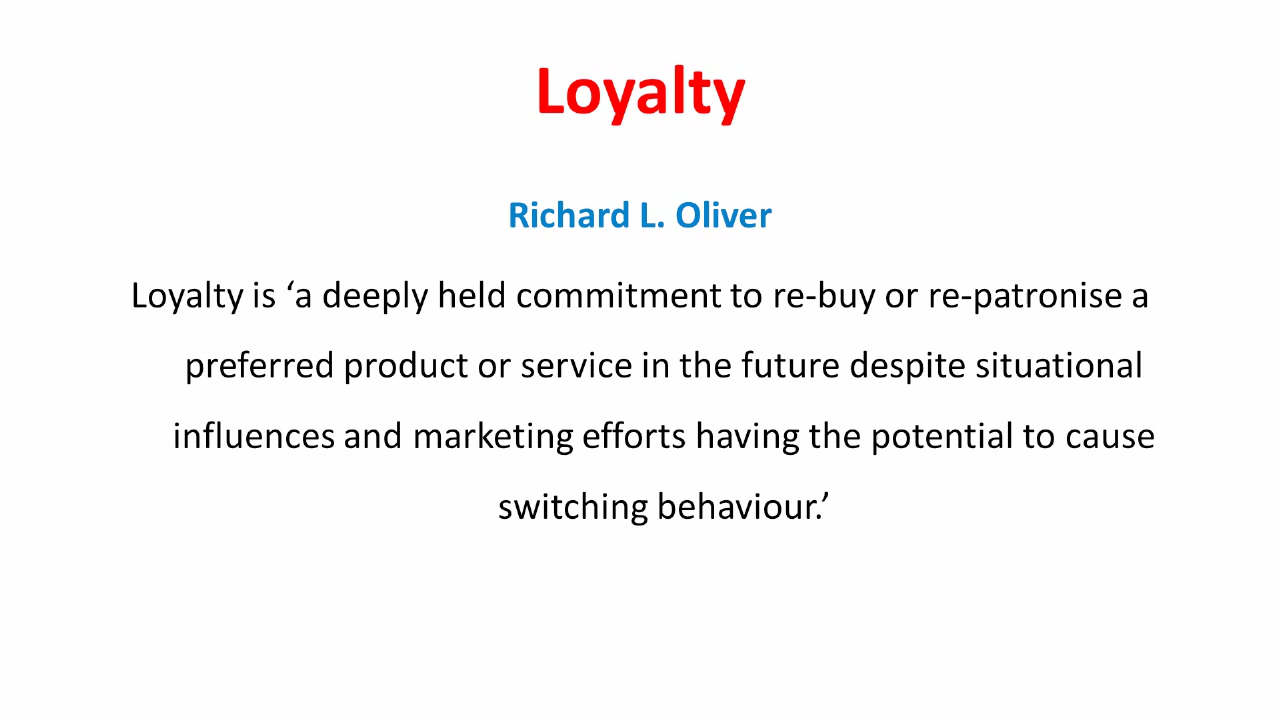 Loyalty
Richard L. Oliver
Loyalty is ‘a deeply held commitment to re-buy or re-patronise a
preferred product or service in the future despite situational
influences and marketing efforts having the potential to cause
switching behaviour.’